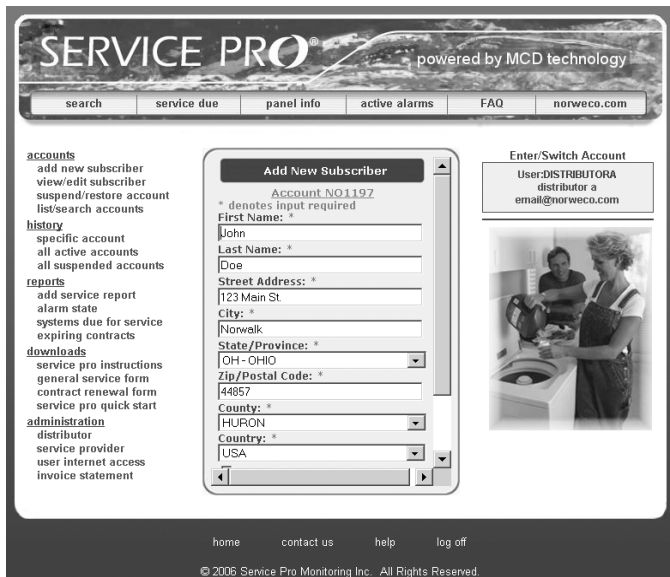 SERVICE PRO®
powered by MCD technology
search service due panel info active alarms FAQ norweco.com
accounts
add new subscriber
view/edit subscriber
suspend/restore account
list/search accounts
history
specific account
all active accounts
all suspended accounts
reports
add service report
alarm state
systems due for service
expiring contracts
downloads
service pro instructions
general service form
contract renewal form
service pro quick start
administration
distributor
service provider
user internet access
invoice statement
Add New Subscriber
Account NO1197
* denotes input required
First Name: *
John
Last Name: *
Doe
Street Address: *
123 Main St.
City: *
Norwalk
State/Province: *
OH - OHIO
Zip/Postal Code: *
44857
County: *
HURON
Country: *
USA
Enter/Switch Account
User:DISTRIBUTORA
distributor a
email@norweco.com
home contact us help log off
© 2006 Service Pro Monitoring Inc. All Rights Reserved.